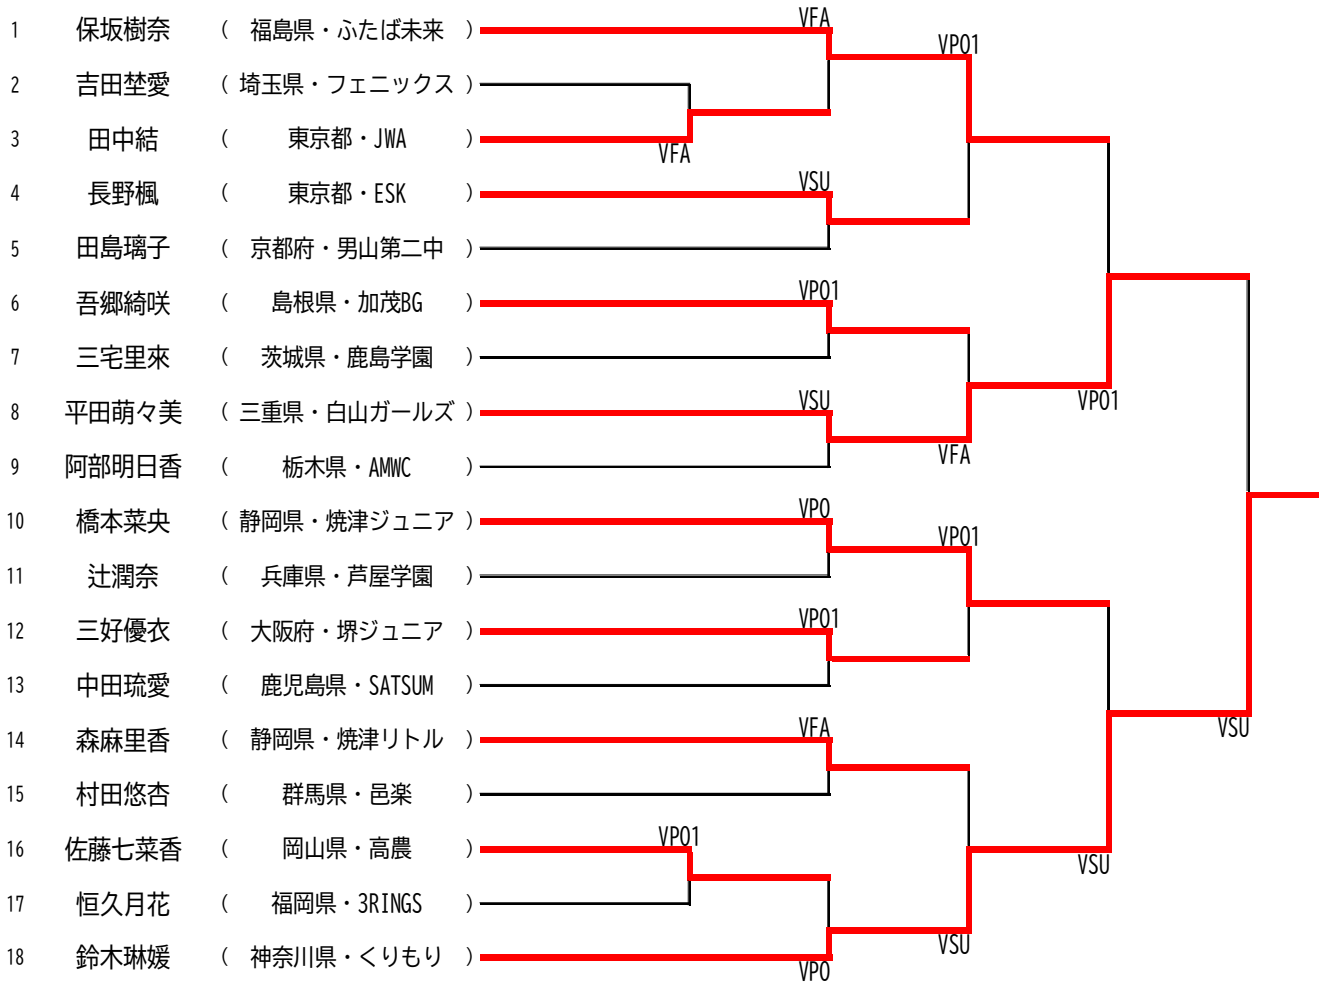 VFA
1 保坂樹奈 ( 福島県・ふたば未来 )
VPO1
2 吉田埜愛 ( 埼玉県・フェニックス )
3 田中結 ( 東京都・JWA )
VFA
VSU
4 長野楓 ( 東京都・ESK )
5 田島璃子 ( 京都府・男山第二中 )
VPO1
6 吾郷綺咲 ( 島根県・加茂BG )
7 三宅里來 ( 茨城県・鹿島学園 )
VSU
VPO1
8 平田萌々美 ( 三重県・白山ガールズ )
VFA
9 阿部明日香 ( 栃木県・AMWC )
VPO
10 橋本菜央 ( 静岡県・焼津ジュニア )
VPO1
11 辻潤奈 ( 兵庫県・芦屋学園 )
VPO1
12 三好優衣 ( 大阪府・堺ジュニア )
13 中田琉愛 ( 鹿児島県・SATSUM )
VFA
VSU
14 森麻里香 ( 静岡県・焼津リトル )
15 村田悠杏 ( 群馬県・邑楽 )
VPO1
16 佐藤七菜香 ( 岡山県・高農 )
VSU
17 恒久月花 ( 福岡県・3RINGS )
VSU
18 鈴木琳媛 ( 神奈川県・くりもり )
VPO